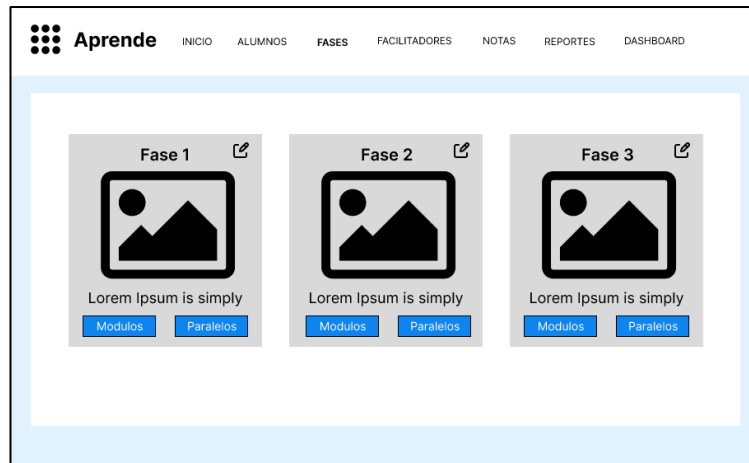 Aprende INICIO ALUMNOS FASES FACILITADORES NOTAS REPORTES DASHBOARD
Fase 1
Lorem Ipsum is simply
Modulos Paralelos
Fase 2
Lorem Ipsum is simply
Modulos Paralelos
Fase 3
Lorem Ipsum is simply
Modulos Paralelos